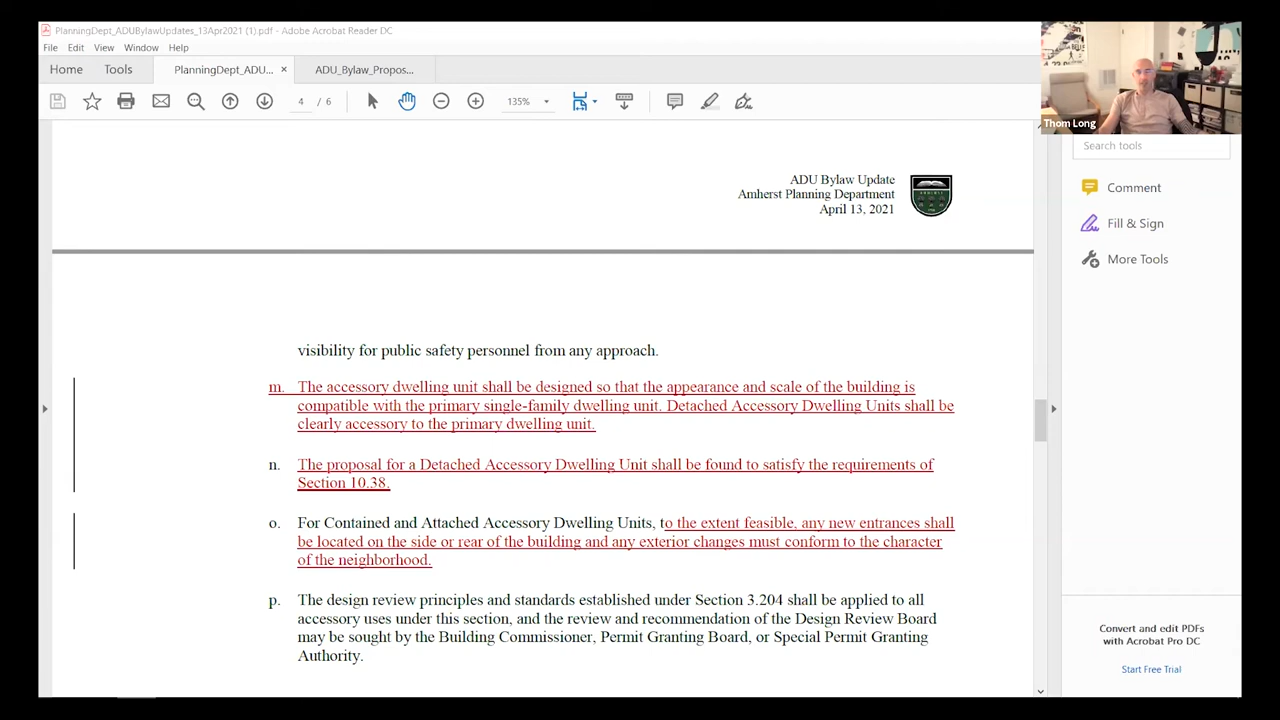 PlanningDept_ADUBylawUpdates_13Apr2021 (1).pdf - Adobe Acrobat Reader DC
File Edit View Window Help
Home Tools PlanningDept_ADU... × ADU_Bylaw_Propos...
4 / 6 135%
Thom Long
Search tools
Comment
Fill & Sign
More Tools
ADU Bylaw Update
Amherst Planning Department
April 13, 2021
visibility for public safety personnel from any approach.
m. The accessory dwelling unit shall be designed so that the appearance and scale of the building is
compatible with the primary single-family dwelling unit. Detached Accessory Dwelling Units shall be
clearly accessory to the primary dwelling unit.
n. The proposal for a Detached Accessory Dwelling Unit shall be found to satisfy the requirements of
Section 10.38.
o. For Contained and Attached Accessory Dwelling Units, to the extent feasible, any new entrances shall
be located on the side or rear of the building and any exterior changes must conform to the character
of the neighborhood.
p. The design review principles and standards established under Section 3.204 shall be applied to all
accessory uses under this section, and the review and recommendation of the Design Review Board
may be sought by the Building Commissioner, Permit Granting Board, or Special Permit Granting
Authority.
Convert and edit PDFs
with Acrobat Pro DC
Start Free Trial